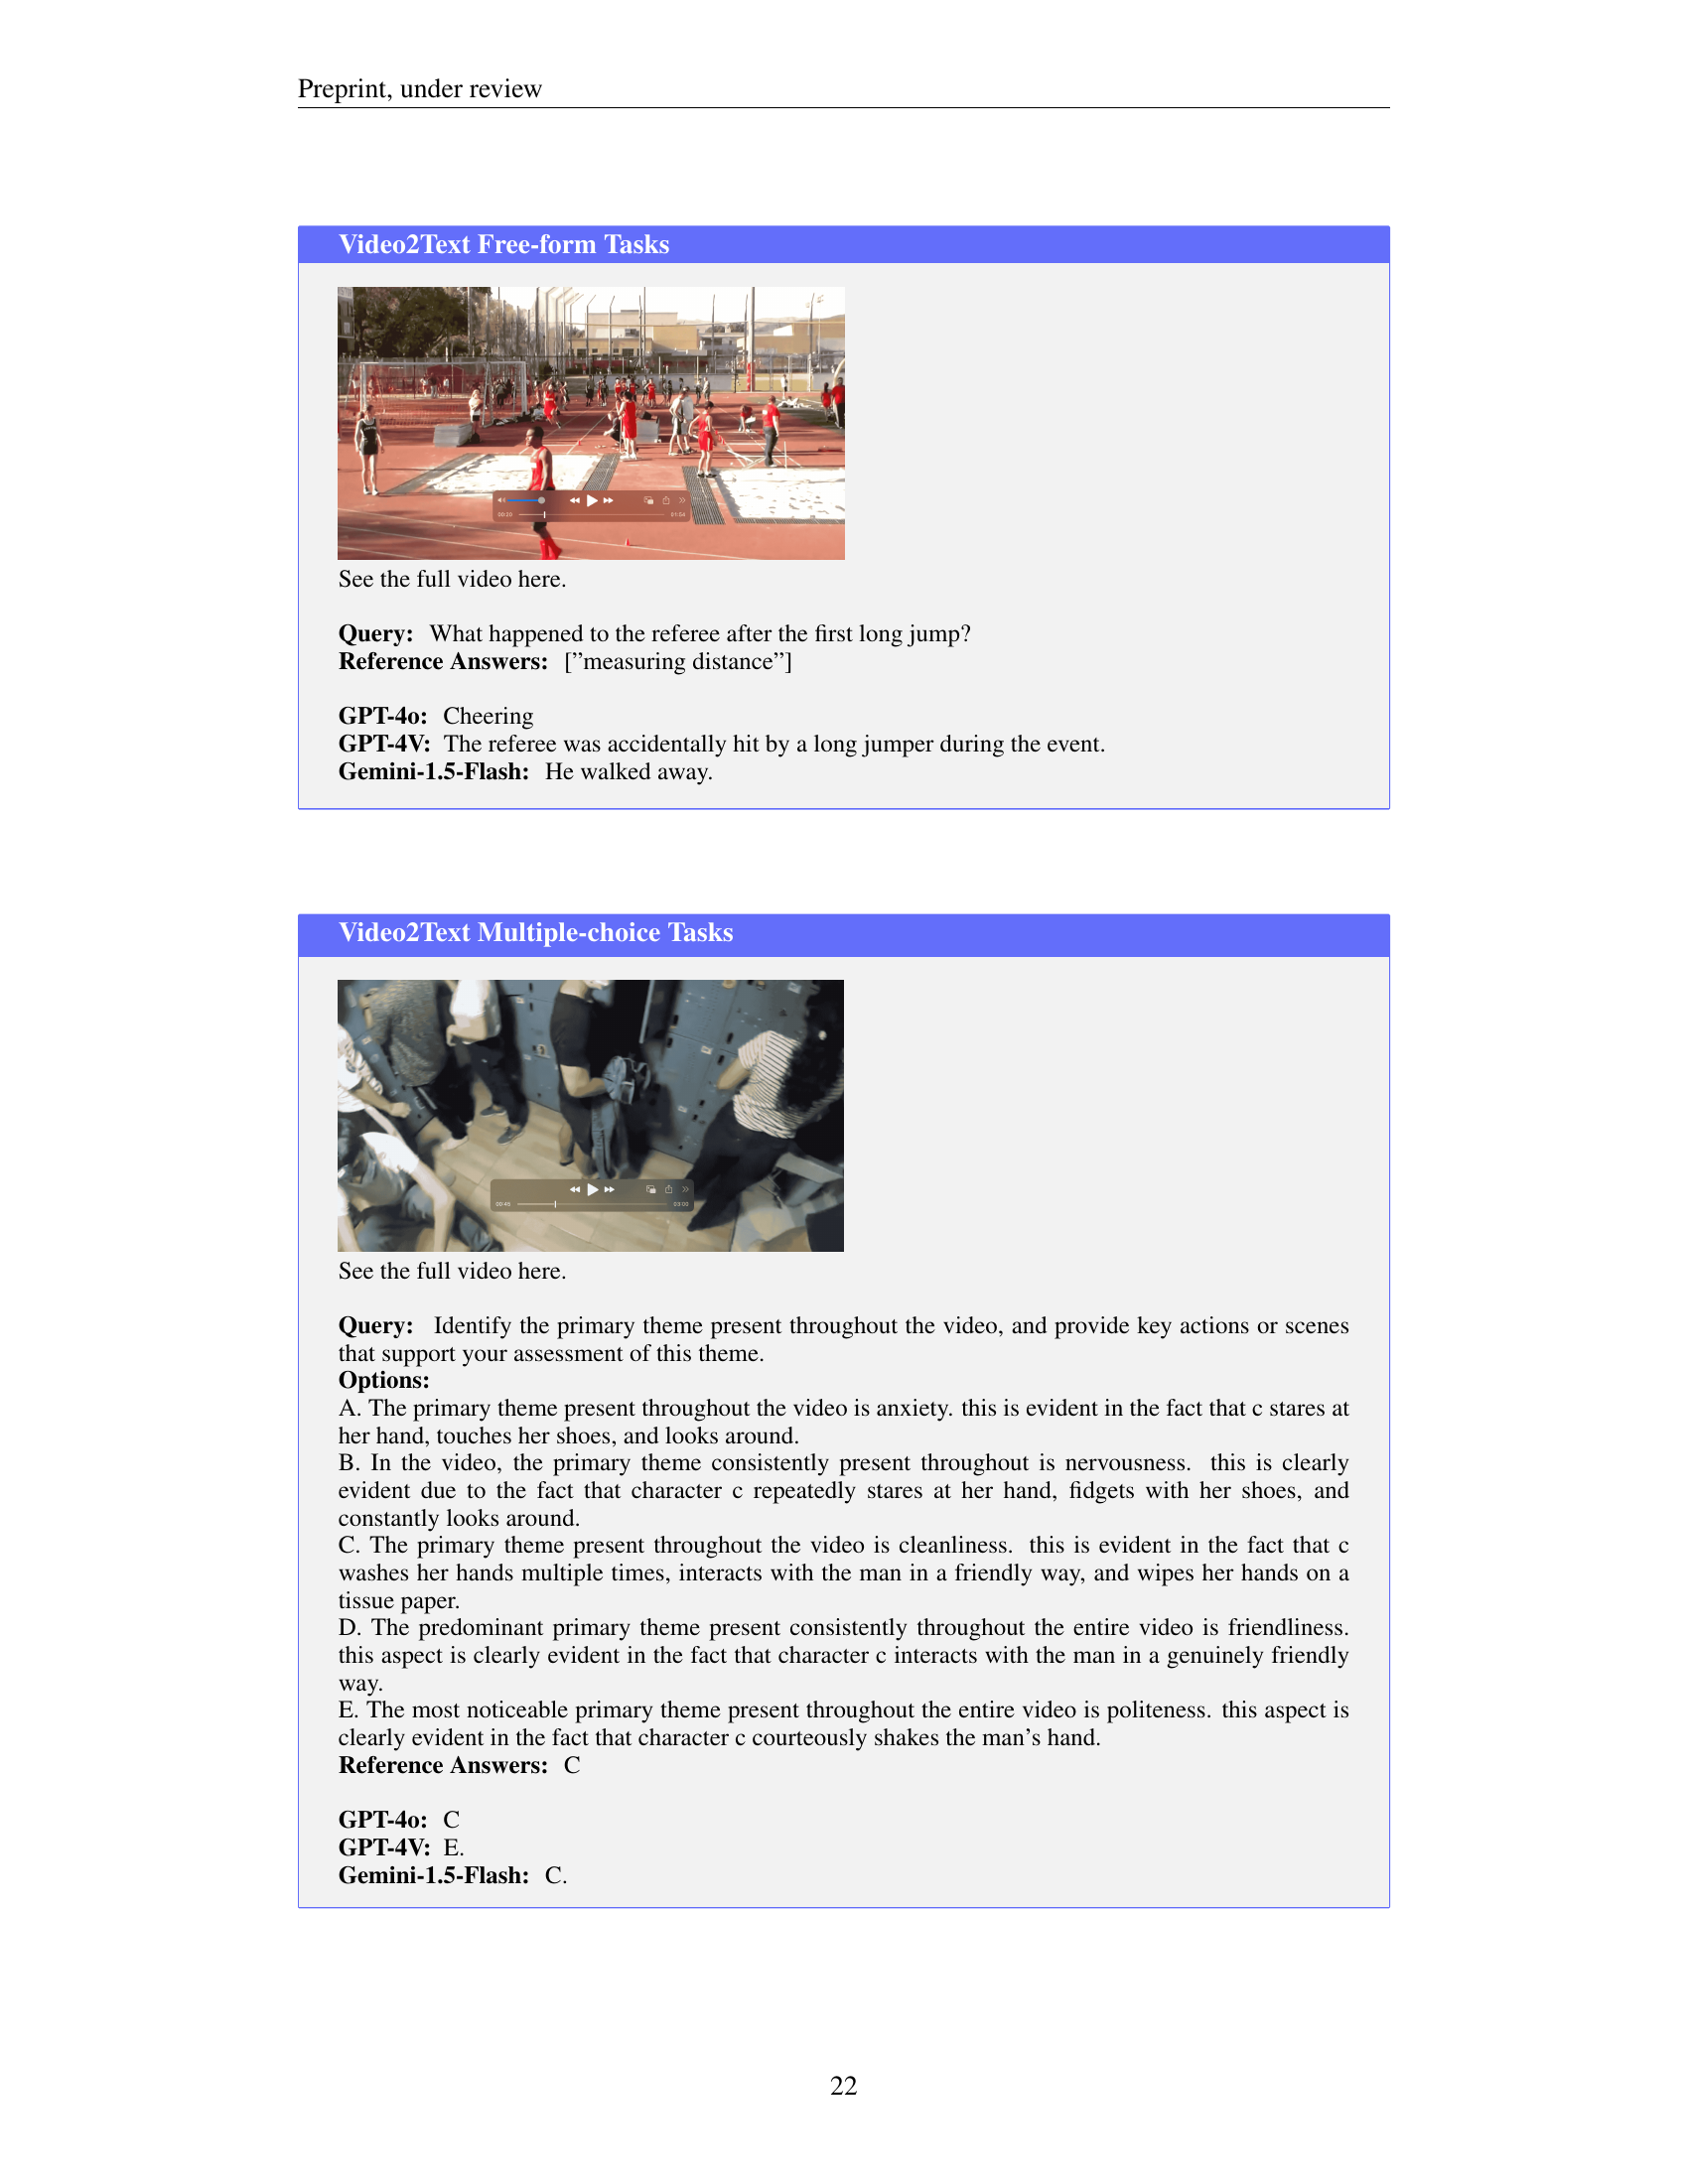 Preprint, under review
Video2Text Free-form Tasks
00:20
01:54
See the full video here.
Query: What happened to the referee after the first long jump?
Reference Answers: [”measuring distance”]
GPT-4o: Cheering
GPT-4V: The referee was accidentally hit by a long jumper during the event.
Gemini-1.5-Flash: He walked away.
Video2Text Multiple-choice Tasks
00:45
03:00
See the full video here.
Query: Identify the primary theme present throughout the video, and provide key actions or scenes
that support your assessment of this theme.
Options:
A. The primary theme present throughout the video is anxiety. this is evident in the fact that c stares at
her hand, touches her shoes, and looks around.
B. In the video, the primary theme consistently present throughout is nervousness. this is clearly
evident due to the fact that character c repeatedly stares at her hand, fidgets with her shoes, and
constantly looks around.
C. The primary theme present throughout the video is cleanliness. this is evident in the fact that c
washes her hands multiple times, interacts with the man in a friendly way, and wipes her hands on a
tissue paper.
D. The predominant primary theme present consistently throughout the entire video is friendliness.
this aspect is clearly evident in the fact that character c interacts with the man in a genuinely friendly
way.
E. The most noticeable primary theme present throughout the entire video is politeness. this aspect is
clearly evident in the fact that character c courteously shakes the man’s hand.
Reference Answers: C
GPT-4o: C
GPT-4V: E.
Gemini-1.5-Flash: C.
22